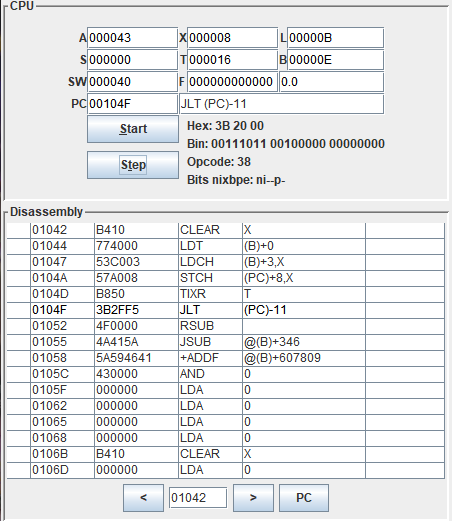 CPU
A 000043 X 000008 L 00000B
S 000000 T 000016 B 00000E
SW 000040 F 000000000000 0.0
PC 00104F JLT (PC)-11
Start Hex: 3B 20 00
Bin: 00111011 00100000 00000000
Step Opcode: 38
Bits nixbpe: ni--p-
Disassembly
01042 B410 CLEAR X
01044 774000 LDT (B)+0
01047 53C003 LDCH (B)+3,X
0104A 57A008 STCH (PC)+8,X
0104D B850 TIXR T
0104F 3B2FF5 JLT (PC)-11
01052 4F0000 RSUB
01055 4A415A JSUB @(B)+346
01058 5A594641 +ADDF @(B)+607809
0105C 430000 AND 0
0105F 000000 LDA 0
01062 000000 LDA 0
01065 000000 LDA 0
01068 000000 LDA 0
0106B B410 CLEAR X
0106D 000000 LDA 0
< 01042 > PC